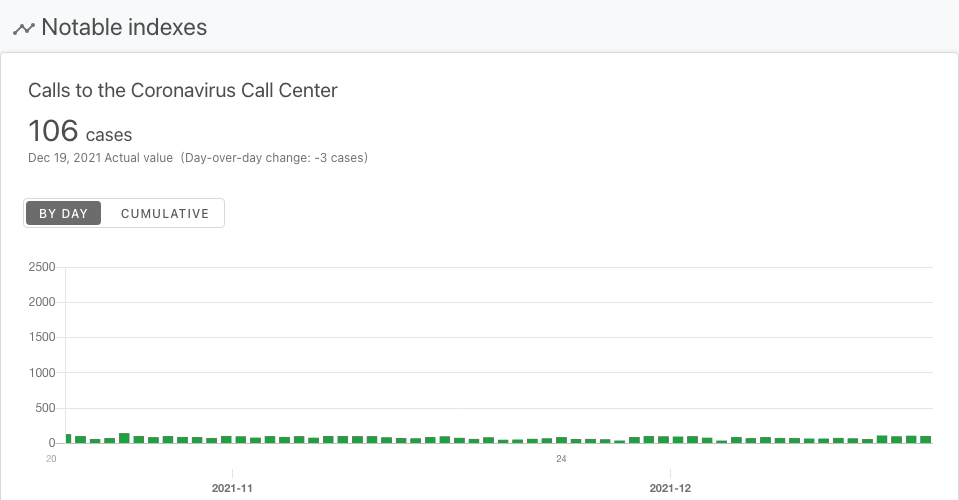 Notable indexes
Calls to the Coronavirus Call Center
106 cases
Dec 19, 2021 Actual value (Day-over-day change: -3 cases)
BY DAY CUMULATIVE
2500
2000
1500
1000
500
0
20 24
2021-11 2021-12